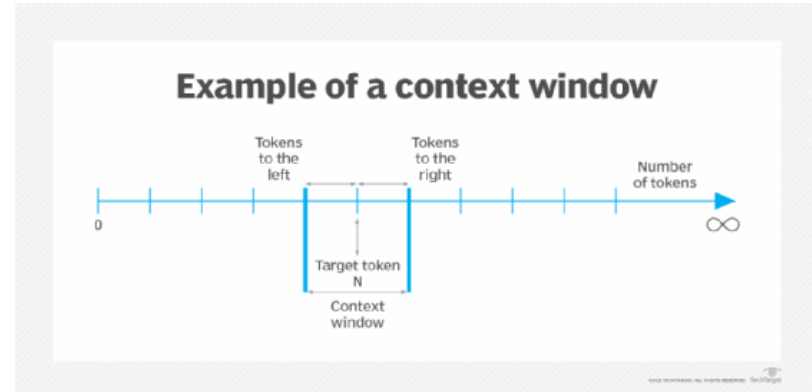 Example of a context window
Tokens
to the
left
Tokens
to the
right
Number
of tokens
0
∞
Target token
N
Context
window
TechTarget